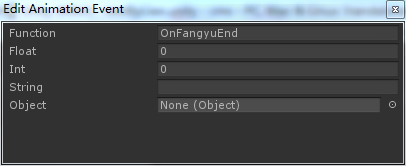 Edit Animation Event
Function OnFangyuEnd
Float 0
Int 0
String
Object None (Object)